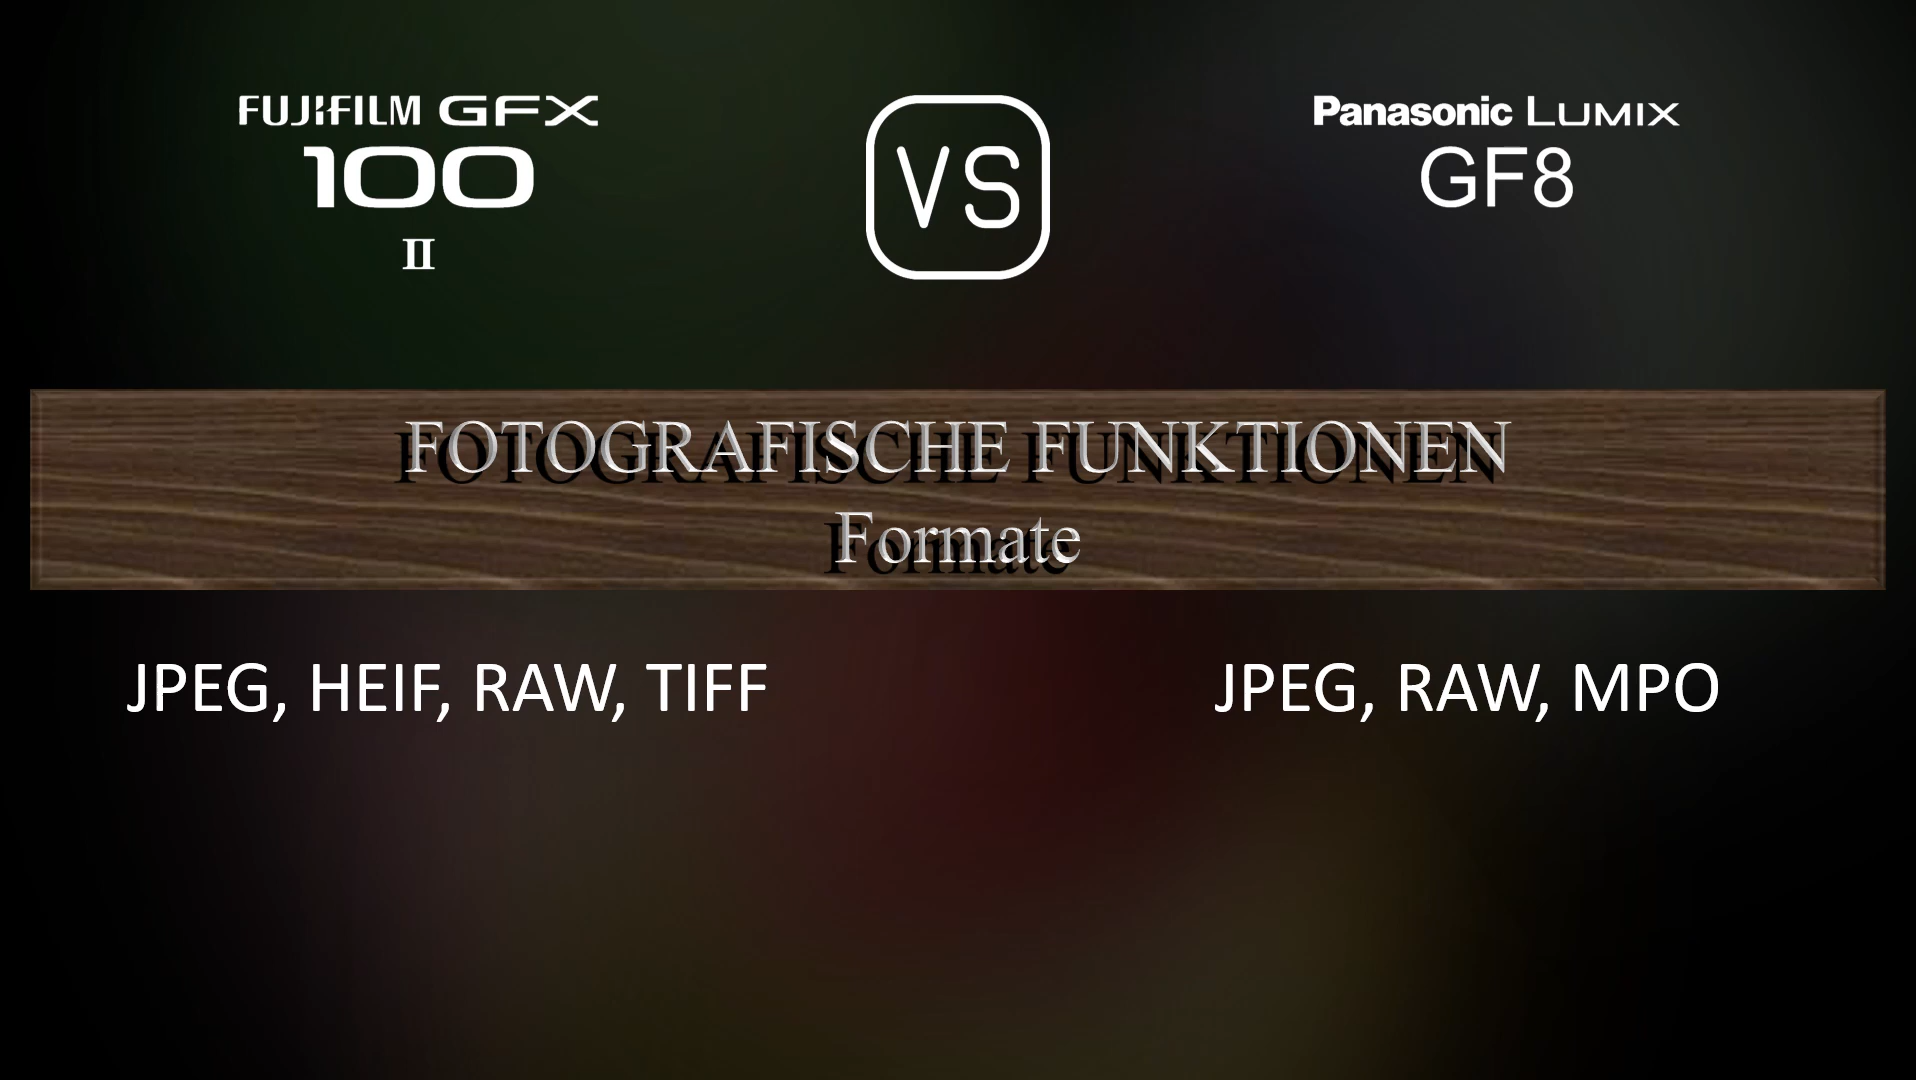 FUJIFILM GFX
100
II
VS
Panasonic LUMIX
GF8
FOTOGRAFISCHE FUNKTIONEN
Formate
JPEG, HEIF, RAW, TIFF
JPEG, RAW, MPO